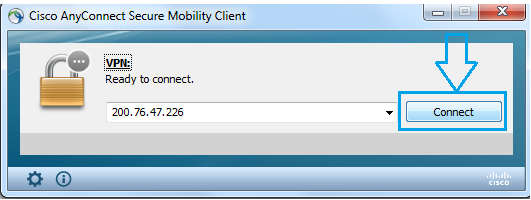 Cisco AnyConnect Secure Mobility Client
VPN:
Ready to connect.
200.76.47.226
Connect
CISCO